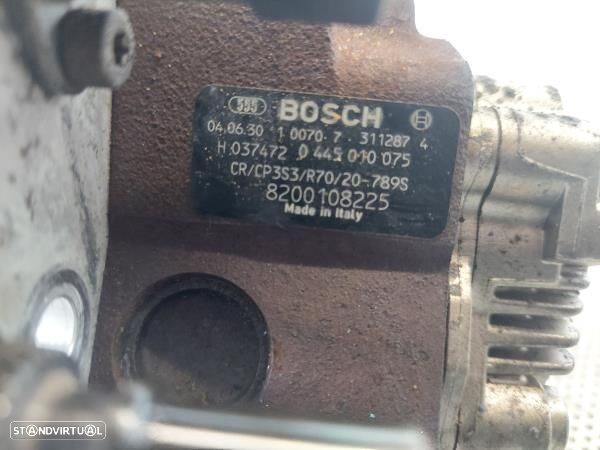 BOSCH
04.06.30 1 0070 7 311287 4
H 037472 0 445 010 075
CR/CP3S3/R70/20-789S
8200108225
Made in Italy
STANDVIRTUAL